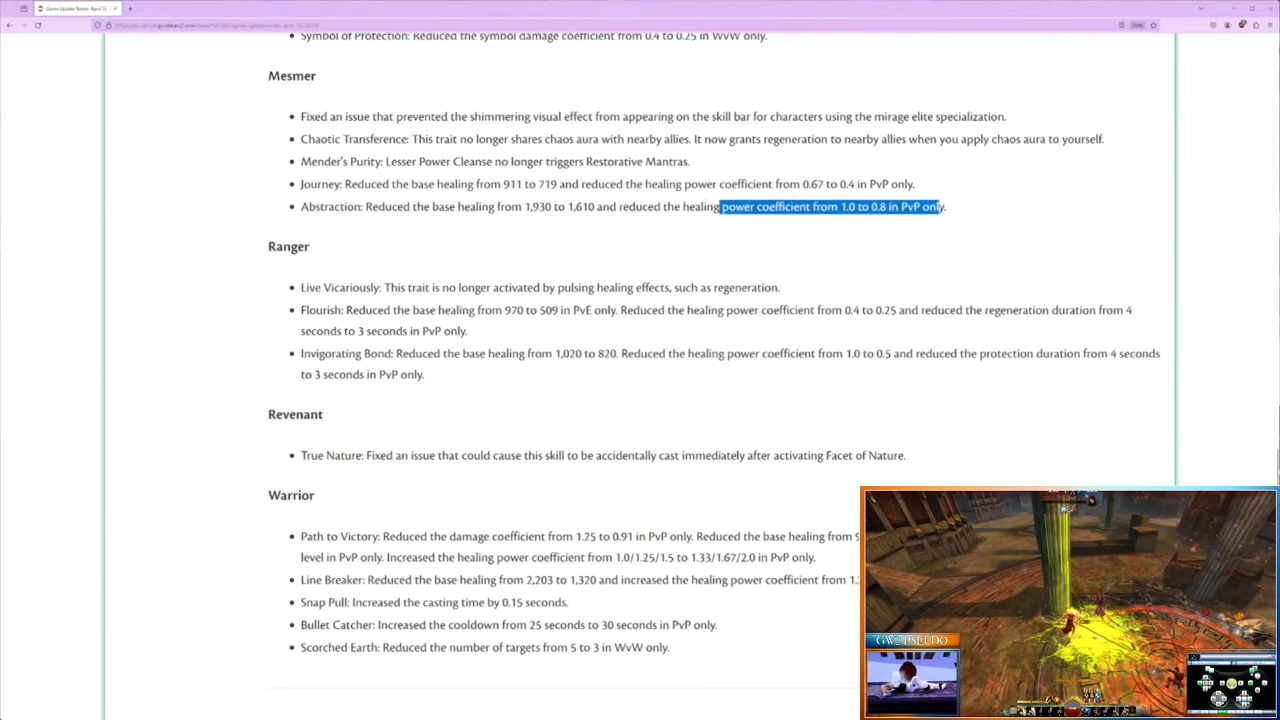 Game Update Notes: April 16,
Symbol of Protection: Reduced the symbol damage coefficient from 0.4 to 0.25 in WvW only.
Mesmer
Fixed an issue that prevented the shimmering visual effect from appearing on the skill bar for characters using the mirage elite specialization.
Chaotic Transference: This trait no longer shares chaos aura with nearby allies. It now grants regeneration to nearby allies when you apply chaos aura to yourself.
Mender's Purity: Lesser Power Cleanse no longer triggers Restorative Mantras.
Journey: Reduced the base healing from 911 to 719 and reduced the healing power coefficient from 0.67 to 0.4 in PvP only.
Abstraction: Reduced the base healing from 1,930 to 1,610 and reduced the healing power coefficient from 1.0 to 0.8 in PvP only.
Ranger
Live Vicariously: This trait is no longer activated by pulsing healing effects, such as regeneration.
Flourish: Reduced the base healing from 970 to 509 in PvE only. Reduced the healing power coefficient from 0.4 to 0.25 and reduced the regeneration duration from 4
seconds to 3 seconds in PvP only.
Invigorating Bond: Reduced the base healing from 1,020 to 820. Reduced the healing power coefficient from 1.0 to 0.5 and reduced the protection duration from 4 seconds
to 3 seconds in PvP only.
Revenant
True Nature: Fixed an issue that could cause this skill to be accidentally cast immediately after activating Facet of Nature.
Warrior
Path to Victory: Reduced the damage coefficient from 1.25 to 0.91 in PvP only. Reduced the base healing from 9
level in PvP only. Increased the healing power coefficient from 1.0/1.25/1.5 to 1.33/1.67/2.0 in PvP only.
Line Breaker: Reduced the base healing from 2,203 to 1,320 and increased the healing power coefficient from 1.
Snap Pull: Increased the casting time by 0.15 seconds.
Bullet Catcher: Increased the cooldown from 25 seconds to 30 seconds in PvP only.
Scorched Earth: Reduced the number of targets from 5 to 3 in WvW only.
GW2 PSEUDO